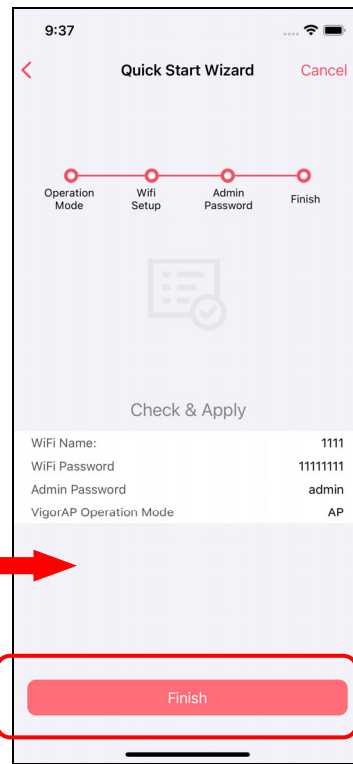 9:37
Quick Start Wizard Cancel
Operation Mode
Wifi Setup
Admin Password
Finish
Check & Apply
WiFi Name: 1111
WiFi Password 11111111
Admin Password admin
VigorAP Operation Mode AP
Finish